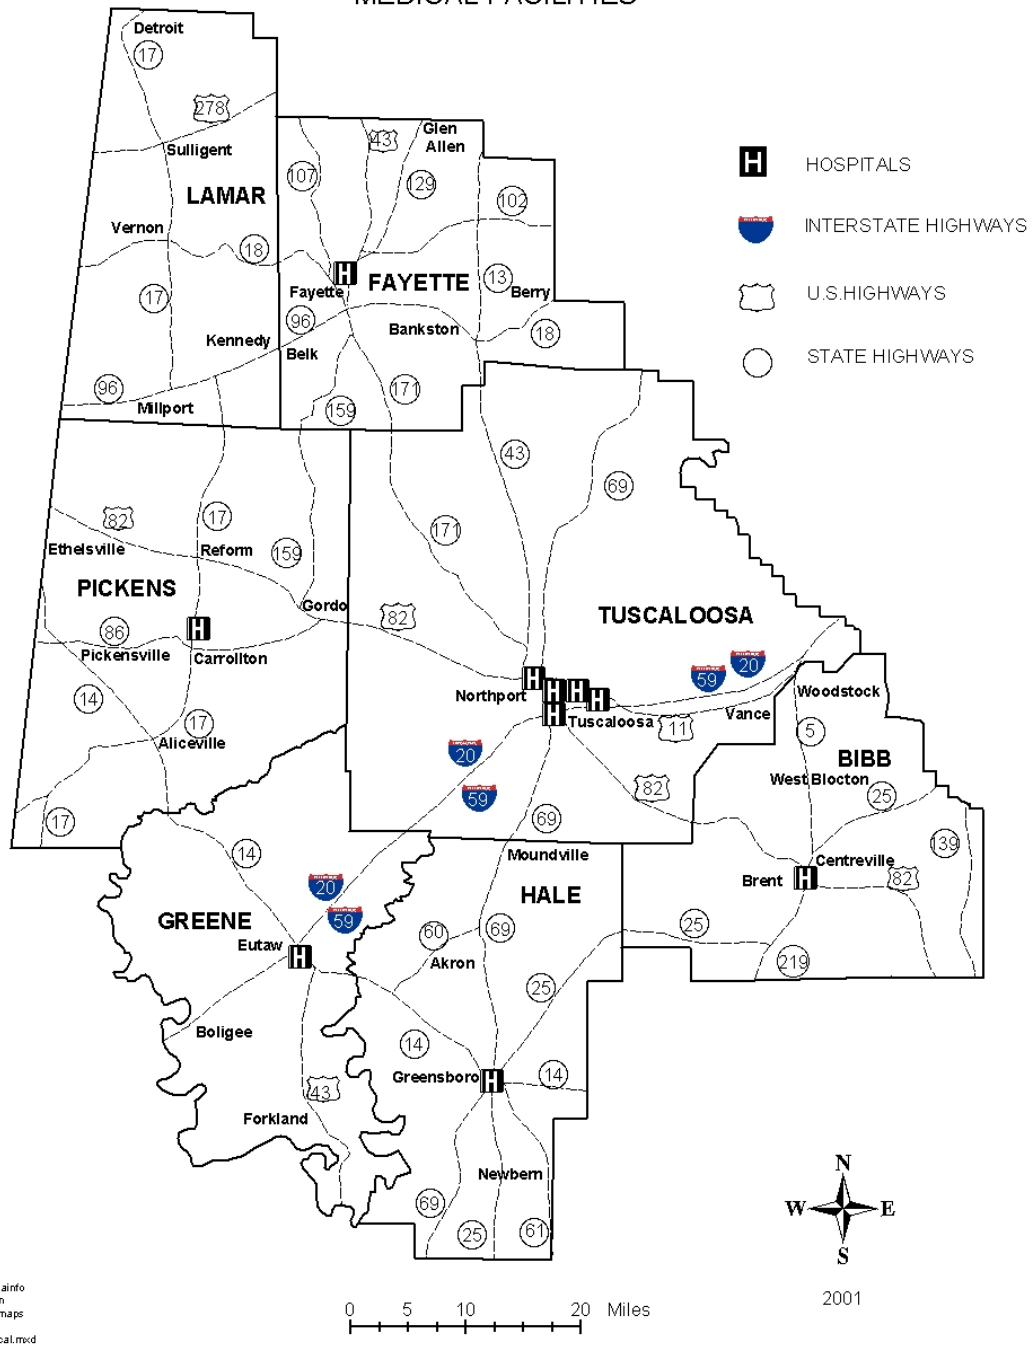 MEDICAL FACILITIES
Detroit
17
278
Sulligent
LAMAR
Vernon
18
17
Kennedy
96
Millport
43
Glen
Allen
107
129
102
FAYETTE
H
Fayette
13
Berry
96
Bankston
18
Belk
171
159
H
HOSPITALS
INTERSTATE HIGHWAYS
U.S.HIGHWAYS
STATE HIGHWAYS
43
69
171
82
17
Ethelsville
Reform
159
PICKENS
Gordo
82
TUSCALOOSA
86
H
Pickensville
Carrollton
14
17
Aliceville
17
H
H
H
H
H
Northport
Tuscaloosa
59
20
11
Vance
Woodstock
5
BIBB
West Blocton
25
20
59
82
69
139
Centreville
Brent
H
82
25
219
14
20
59
GREENE
Eutaw
H
Boligee
43
Forkland
Moundville
HALE
60
69
Akron
25
14
Greensboro
H
14
Newbern
69
25
61
N
W
E
S
2001
0
5
10
20
Miles
ainfo
n
maps
cal.mxd